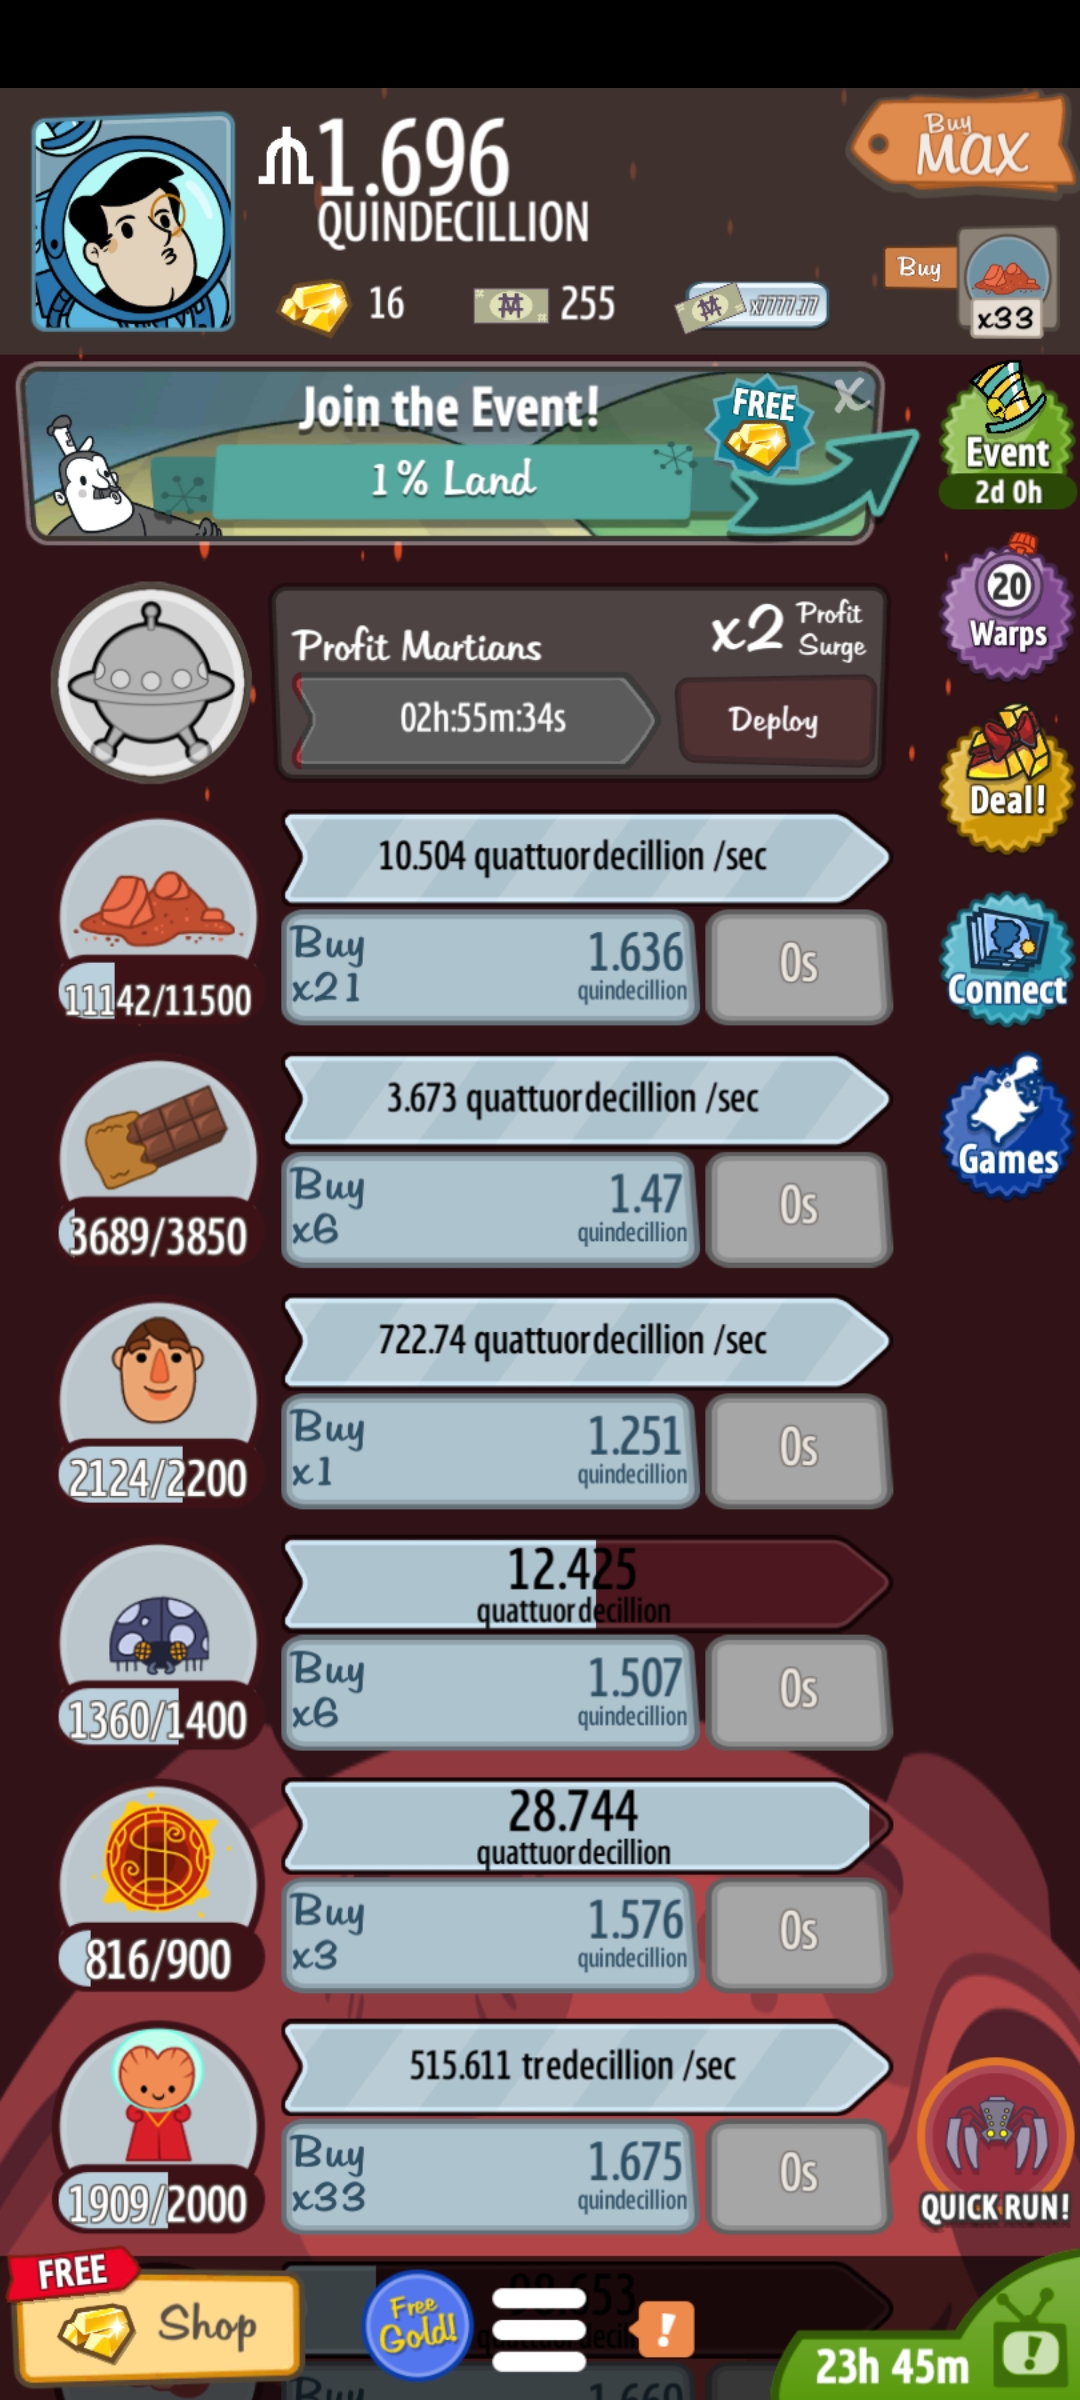 1.696
QUINDECILLION
Buy
MAX
16
255
x7777.77
Buy
x33
Join the Event!
FREE
X
1% Land
Event
2d 0h
20
Warps
Profit Martians
x2 Profit Surge
02h:55m:34s
Deploy
Deal!
10.504 quattuordecillion /sec
Buy
x21
1.636
quindecillion
0s
11142/11500
Connect
3.673 quattuordecillion /sec
Buy
x6
1.47
quindecillion
0s
3689/3850
Games
722.74 quattuordecillion /sec
Buy
x1
1.251
quindecillion
0s
2124/2200
12.425
quattuordecillion
Buy
x6
1.507
quindecillion
0s
1360/1400
28.744
quattuordecillion
Buy
x3
1.576
quindecillion
0s
816/900
515.611 tredecillion /sec
Buy
x33
1.675
quindecillion
0s
1909/2000
QUICK RUN!
FREE
Shop
Free
Gold!
!
23h 45m
!
Buy